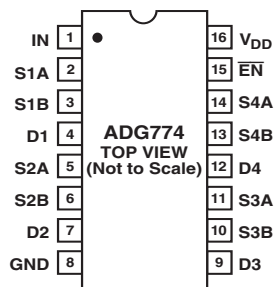 IN 1
S1A 2
S1B 3
D1 4
S2A 5
S2B 6
D2 7
GND 8
ADG774
TOP VIEW
(Not to Scale)
16 VDD
15 EN
14 S4A
13 S4B
12 D4
11 S3A
10 S3B
9 D3